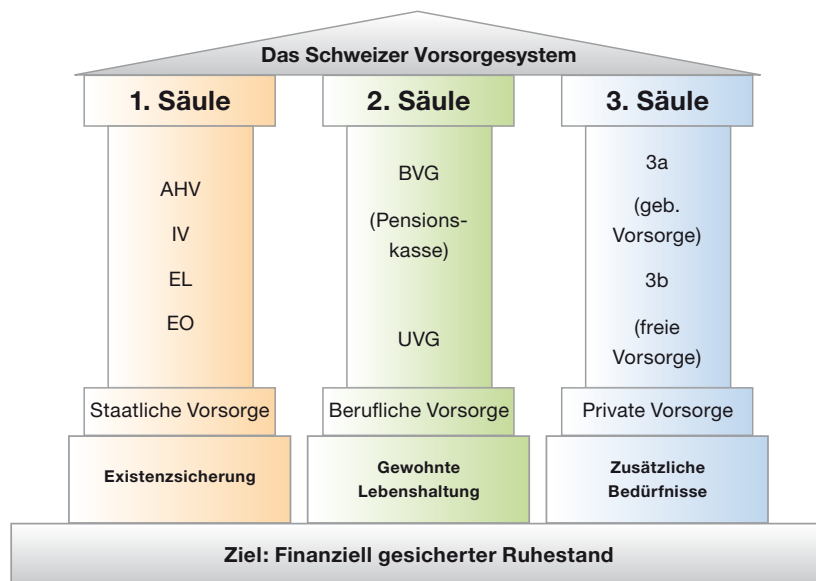 Das Schweizer Vorsorgesystem
1. Säule
AHV
IV
EL
EO
Staatliche Vorsorge
Existenzsicherung
2. Säule
BVG
(Pensions-
kasse)
UVG
Berufliche Vorsorge
Gewohnte
Lebenshaltung
3. Säule
3a
(geb.
Vorsorge)
3b
(freie
Vorsorge)
Private Vorsorge
Zusätzliche
Bedürfnisse
Ziel: Finanziell gesicherter Ruhestand